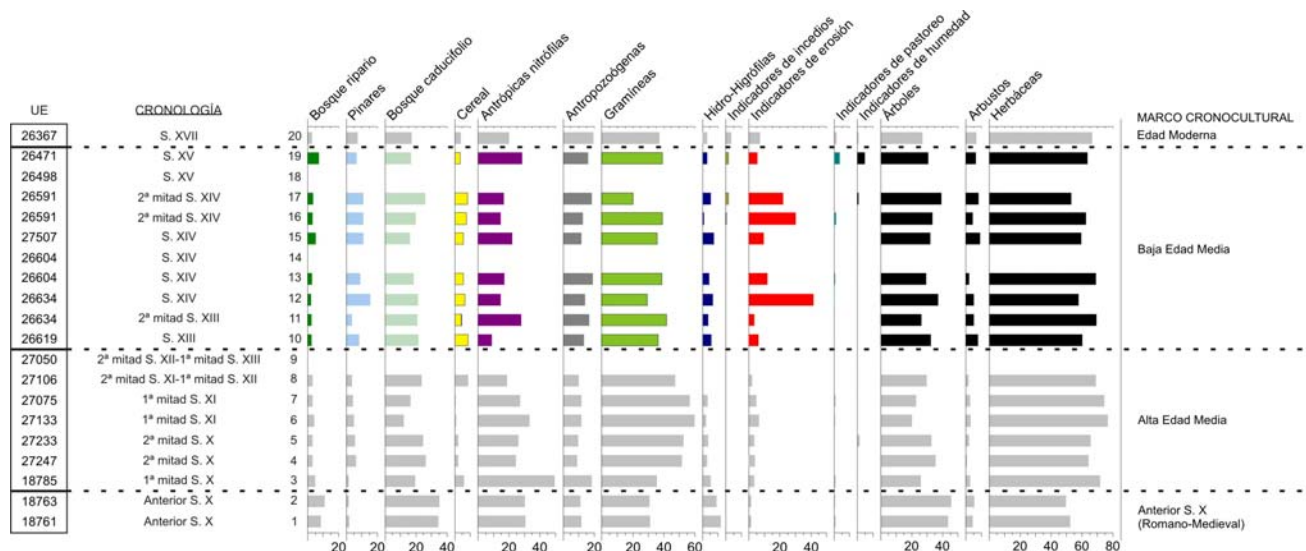 Bosque ripario
Pinares
Bosque caducifolio
Cereal
Antrópicas nitrófilas
Antropozoógenas
Gramíneas
Hidro-Higrófilas
Indicadores de incedios
Indicadores de erosión
Indicadores de pastoreo
Indicadores de humedad
Árboles
Arbustos
Herbáceas
UE CRONOLOGÍA MARCO CRONOCULTURAL
26367 S. XVII 20 Edad Moderna
26471 S. XV 19
26498 S. XV 18
26591 2ª mitad S. XIV 17
26591 2ª mitad S. XIV 16
27507 S. XIV 15 Baja Edad Media
26604 S. XIV 14
26604 S. XIV 13
26634 S. XIV 12
26634 2ª mitad S. XIII 11
26619 S. XIII 10
27050 2ª mitad S. XII-1ª mitad S. XIII 9
27106 2ª mitad S. XI-1ª mitad S. XII 8
27075 1ª mitad S. XI 7
27133 1ª mitad S. XI 6 Alta Edad Media
27233 2ª mitad S. X 5
27247 2ª mitad S. X 4
18785 1ª mitad S. X 3
18763 Anterior S. X 2 Anterior S. X
18761 Anterior S. X 1 (Romano-Medieval)
20 20 20 40 20 20 40 20 20 40 60 20 20 40 20 40 20 20 40 60 80